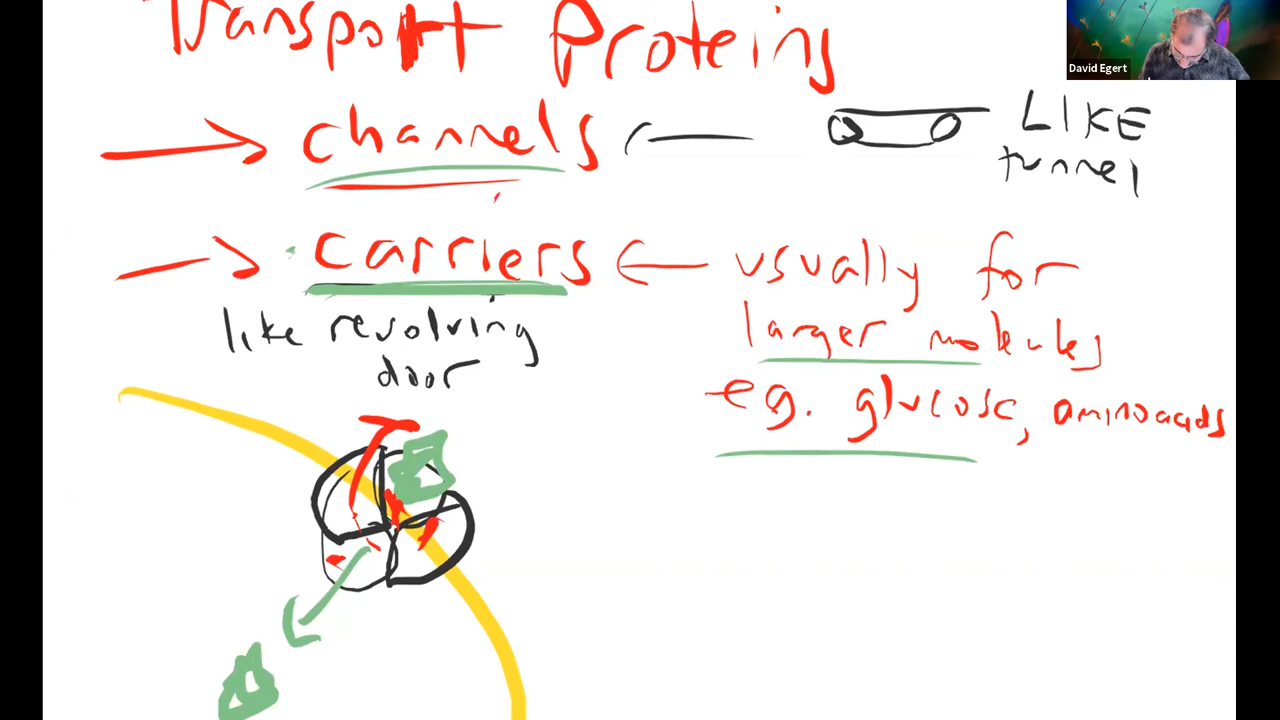 Transport Proteins
David Egert
channels
LIKE
tunnel
carriers
usually for
like revolving
larger molecules
door
eg. glucose, aminoacids